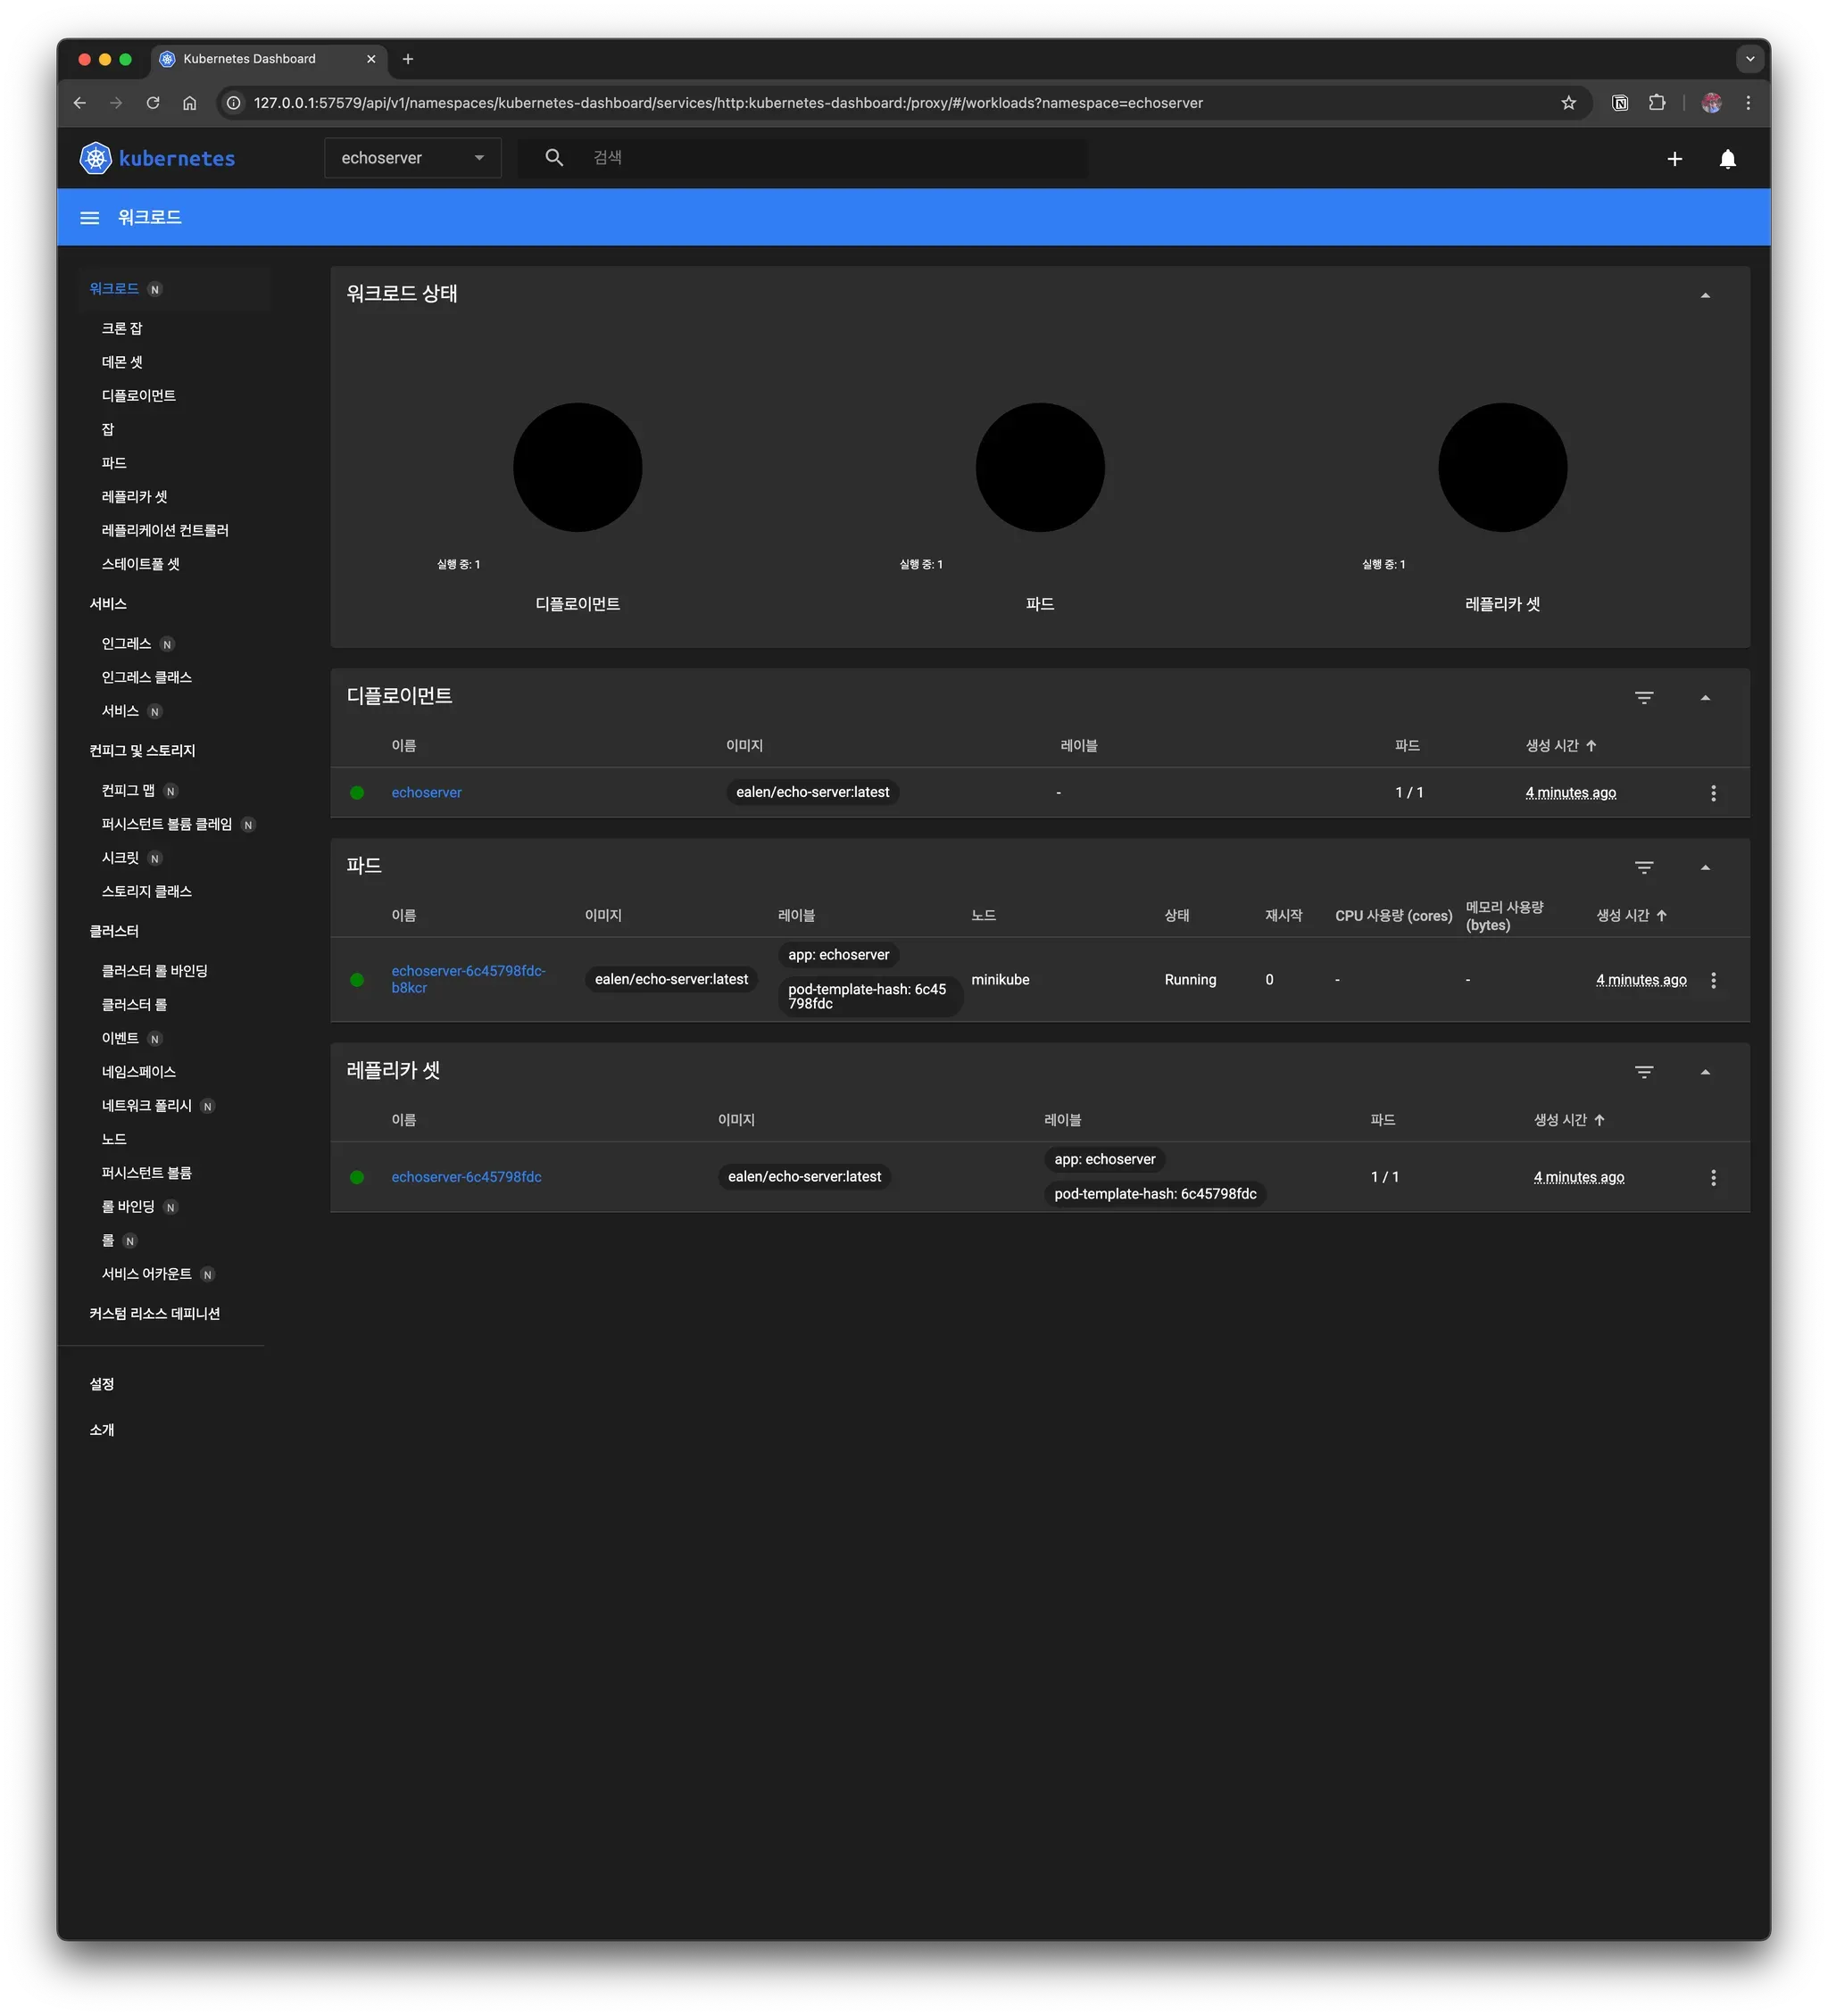 Kubernetes Dashboard
127.0.0.1:57579/api/v1/namespaces/kubernetes-dashboard/services/http:kubernetes-dashboard:/proxy/#/workloads?namespace=echoserver
kubernetes
echoserver
검색
워크로드
워크로드 N
크론 잡
데몬 셋
디플로이먼트
잡
파드
레플리카 셋
레플리케이션 컨트롤러
스테이트풀 셋
서비스
인그레스 N
인그레스 클래스
서비스 N
컨피그 및 스토리지
컨피그 맵 N
퍼시스턴트 볼륨 클레임 N
시크릿 N
스토리지 클래스
클러스터
클러스터 롤 바인딩
클러스터 롤
이벤트 N
네임스페이스
네트워크 폴리시 N
노드
퍼시스턴트 볼륨
롤 바인딩 N
롤 N
서비스 어카운트 N
커스텀 리소스 데피니션
설정
소개
워크로드 상태
실행 중: 1
디플로이먼트
실행 중: 1
파드
실행 중: 1
레플리카 셋
디플로이먼트
이름 이미지 레이블 파드 생성 시간
echoserver ealen/echo-server:latest - 1 / 1 4 minutes ago
파드
이름 이미지 레이블 노드 상태 재시작 CPU 사용량 (cores) 메모리 사용량 (bytes) 생성 시간
echoserver-6c45798fdc-
b8kcr
ealen/echo-server:latest
app: echoserver
pod-template-hash: 6c45
798fdc
minikube Running 0 - - 4 minutes ago
레플리카 셋
이름 이미지 레이블 파드 생성 시간
echoserver-6c45798fdc ealen/echo-server:latest
app: echoserver
pod-template-hash: 6c45798fdc
1 / 1 4 minutes ago